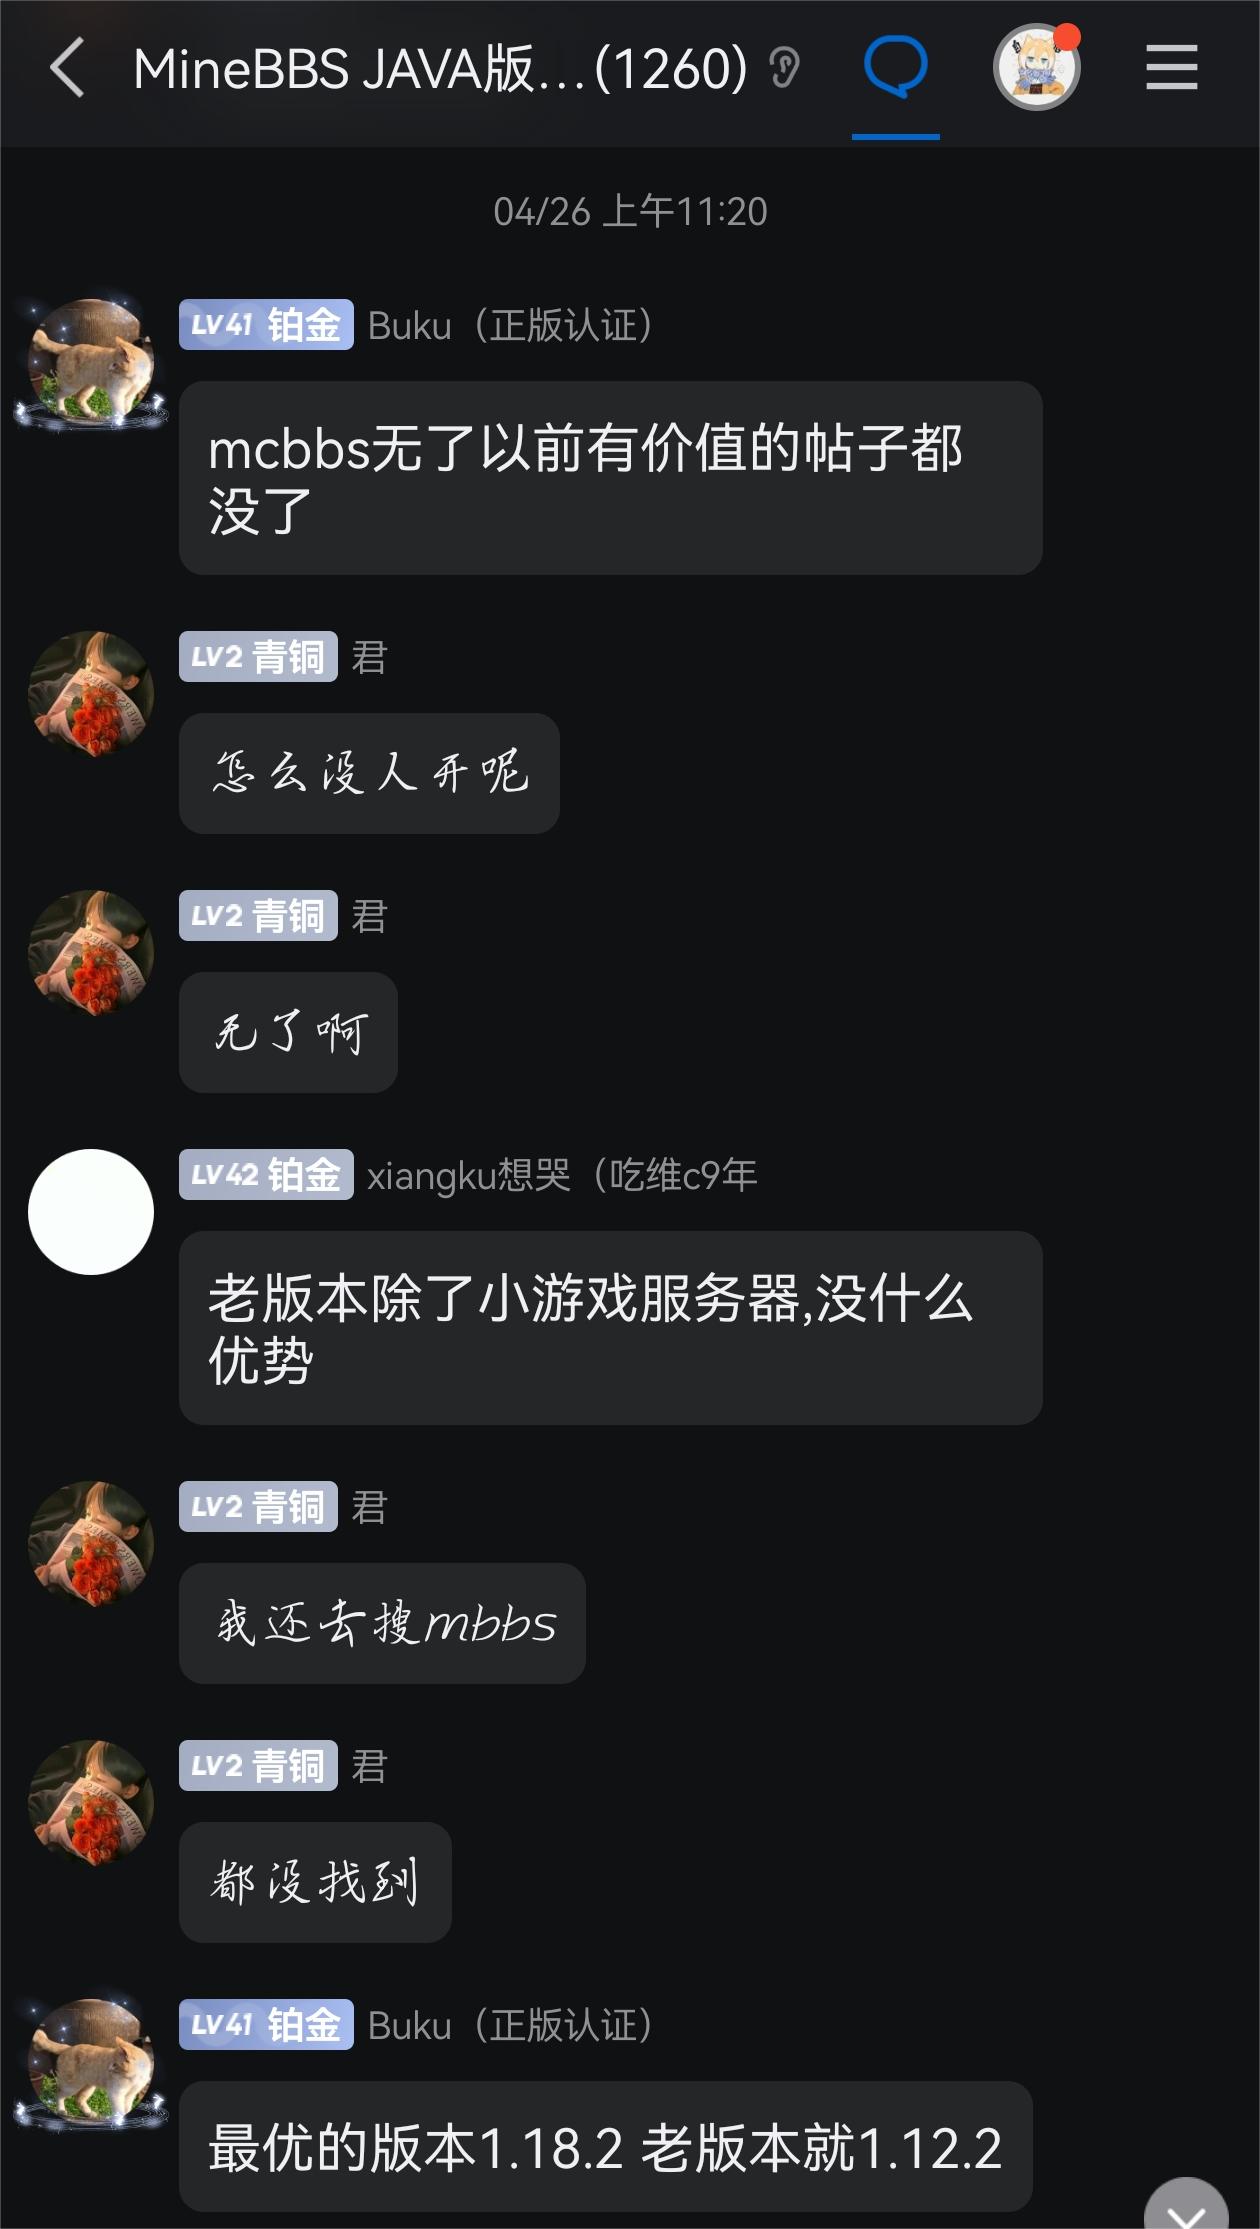 MineBBS JAVA版...(1260)
04/26 上午11:20
LV41 铂金 Buku（正版认证）
mcbbs无了以前有价值的帖子都
没了
LV2 青铜 君
怎么没人开呢
LV2 青铜 君
无了啊
LV42 铂金 xiangku想哭（吃维c9年
老版本除了小游戏服务器,没什么
优势
LV2 青铜 君
我还去搜mbbs
LV2 青铜 君
都没找到
LV41 铂金 Buku（正版认证）
最优的版本1.18.2 老版本就1.12.2